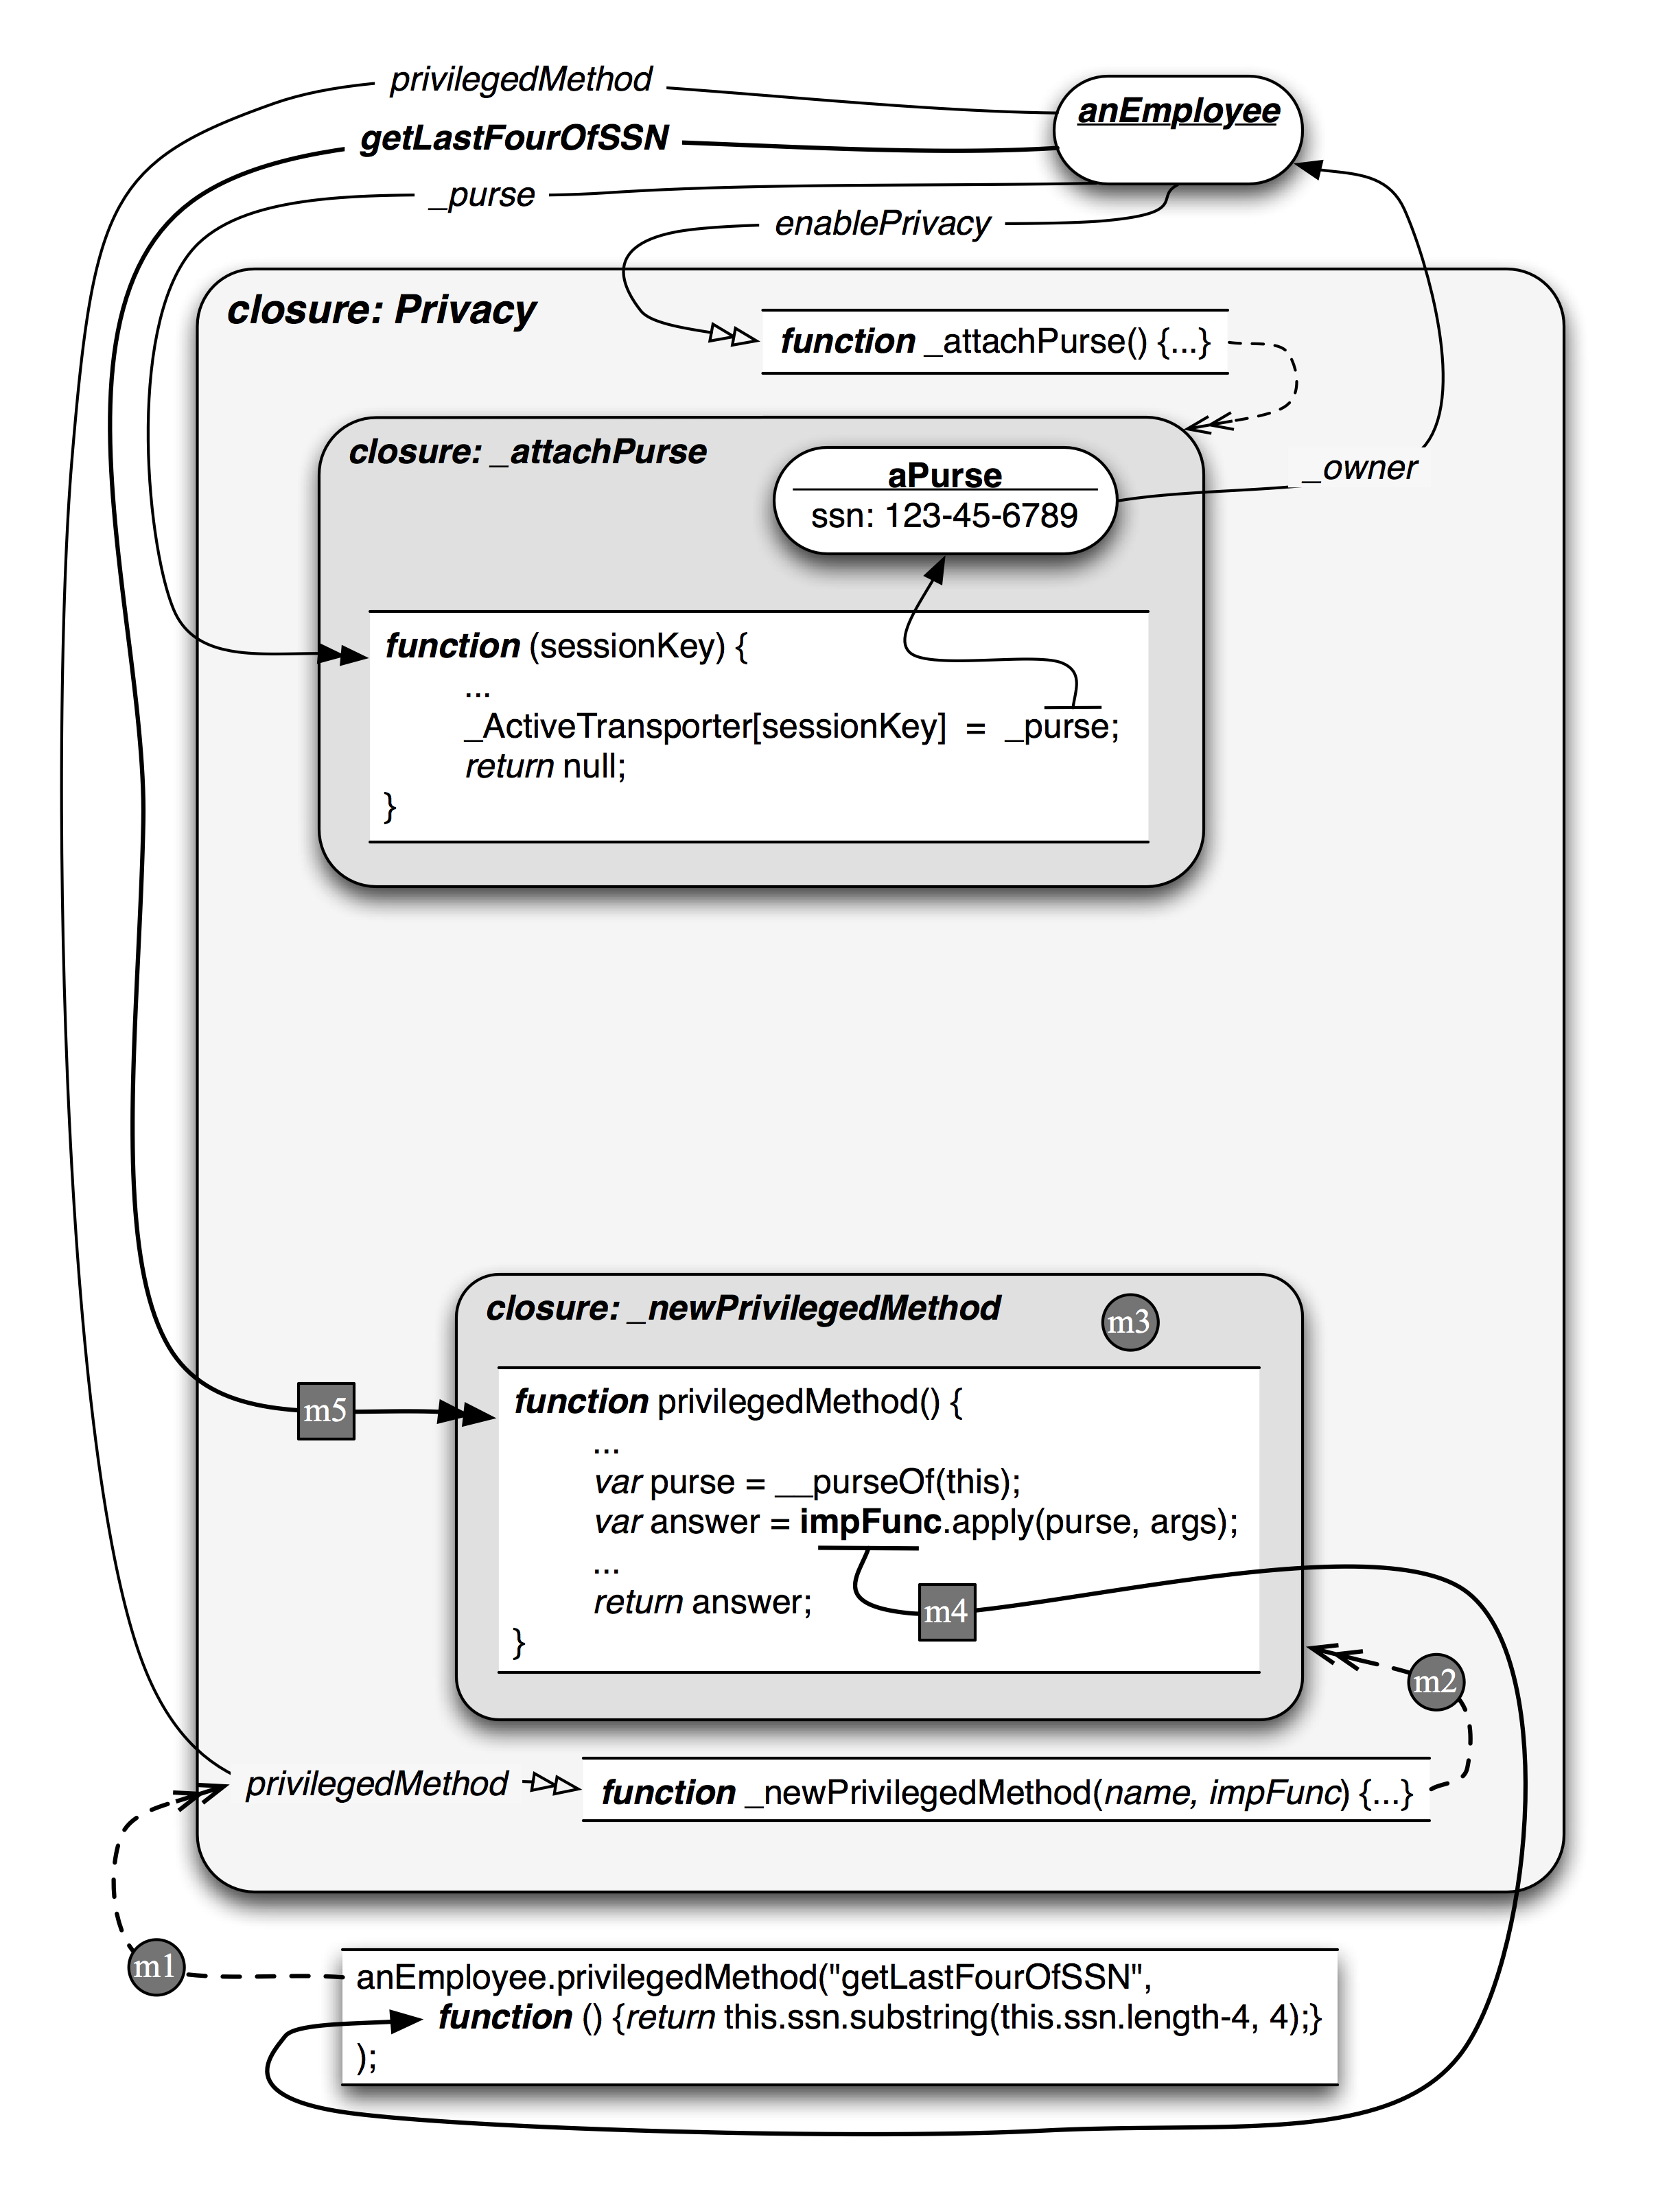 privilegedMethod
anEmployee
getLastFourOfSSN
_purse
enablePrivacy
closure: Privacy
function _attachPurse() {...}
closure: _attachPurse
aPurse
ssn: 123-45-6789
_owner
function (sessionKey) {
...
_ActiveTransporter[sessionKey] = _purse;
return null;
}
closure: _newPrivilegedMethod
m3
function privilegedMethod() {
m5
...
var purse = __purseOf(this);
var answer = impFunc.apply(purse, args);
...
return answer;
m4
}
m2
privilegedMethod
function _newPrivilegedMethod(name, impFunc) {...}
m1
anEmployee.privilegedMethod("getLastFourOfSSN",
function () {return this.ssn.substring(this.ssn.length-4, 4);}
);